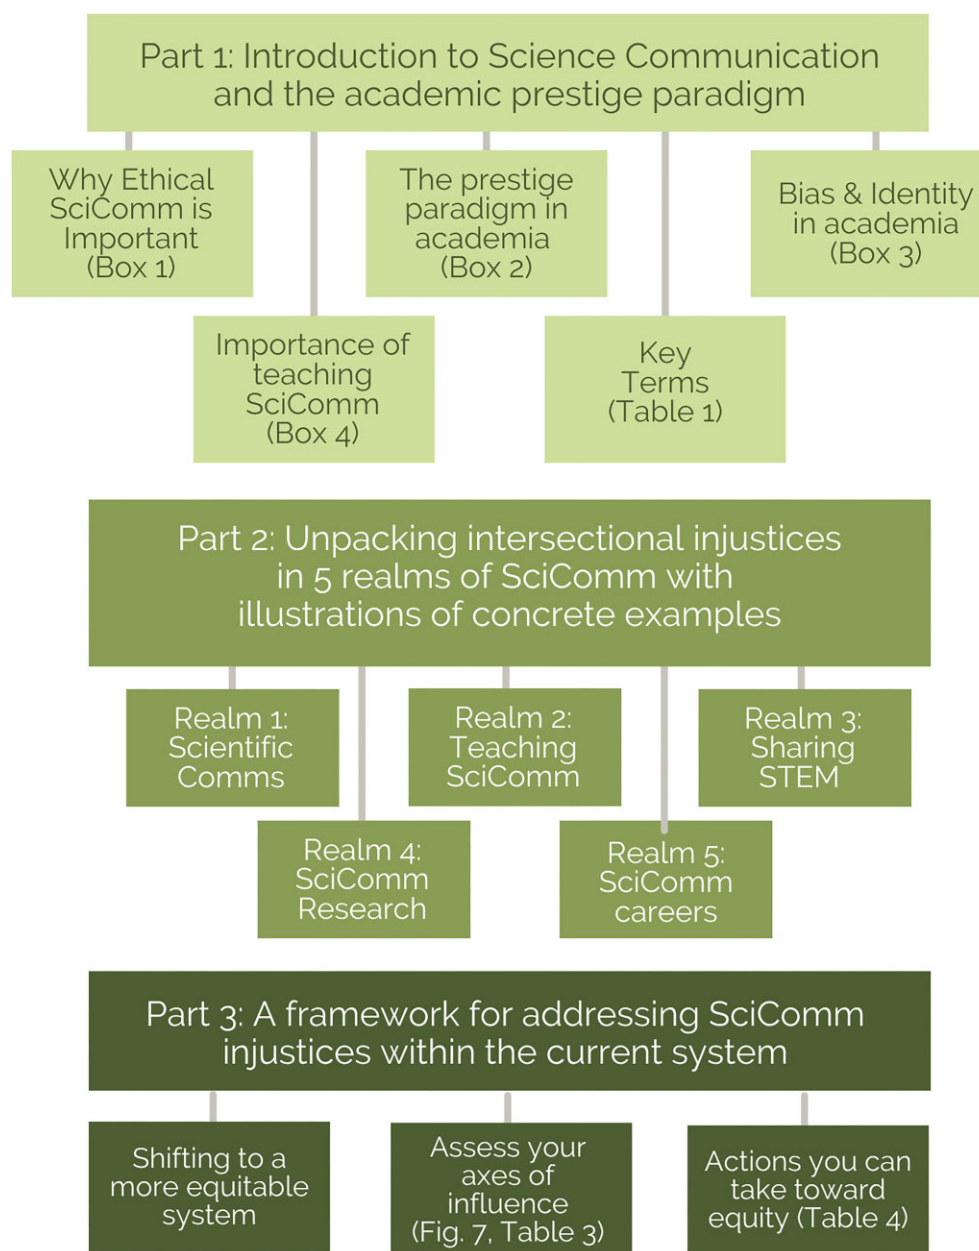 Part 1: Introduction to Science Communication
and the academic prestige paradigm
Why Ethical
SciComm is
Important
(Box 1)
The prestige
paradigm in
academia
(Box 2)
Bias & Identity
in academia
(Box 3)
Importance of
teaching
SciComm
(Box 4)
Key
Terms
(Table 1)
Part 2: Unpacking intersectional injustices
in 5 realms of SciComm with
illustrations of concrete examples
Realm 1:
Scientific
Comms
Realm 2:
Teaching
SciComm
Realm 3:
Sharing
STEM
Realm 4:
SciComm
Research
Realm 5:
SciComm
careers
Part 3: A framework for addressing SciComm
injustices within the current system
Shifting to a
more equitable
system
Assess your
axes of
influence
(Fig. 7, Table 3)
Actions you can
take toward
equity (Table 4)